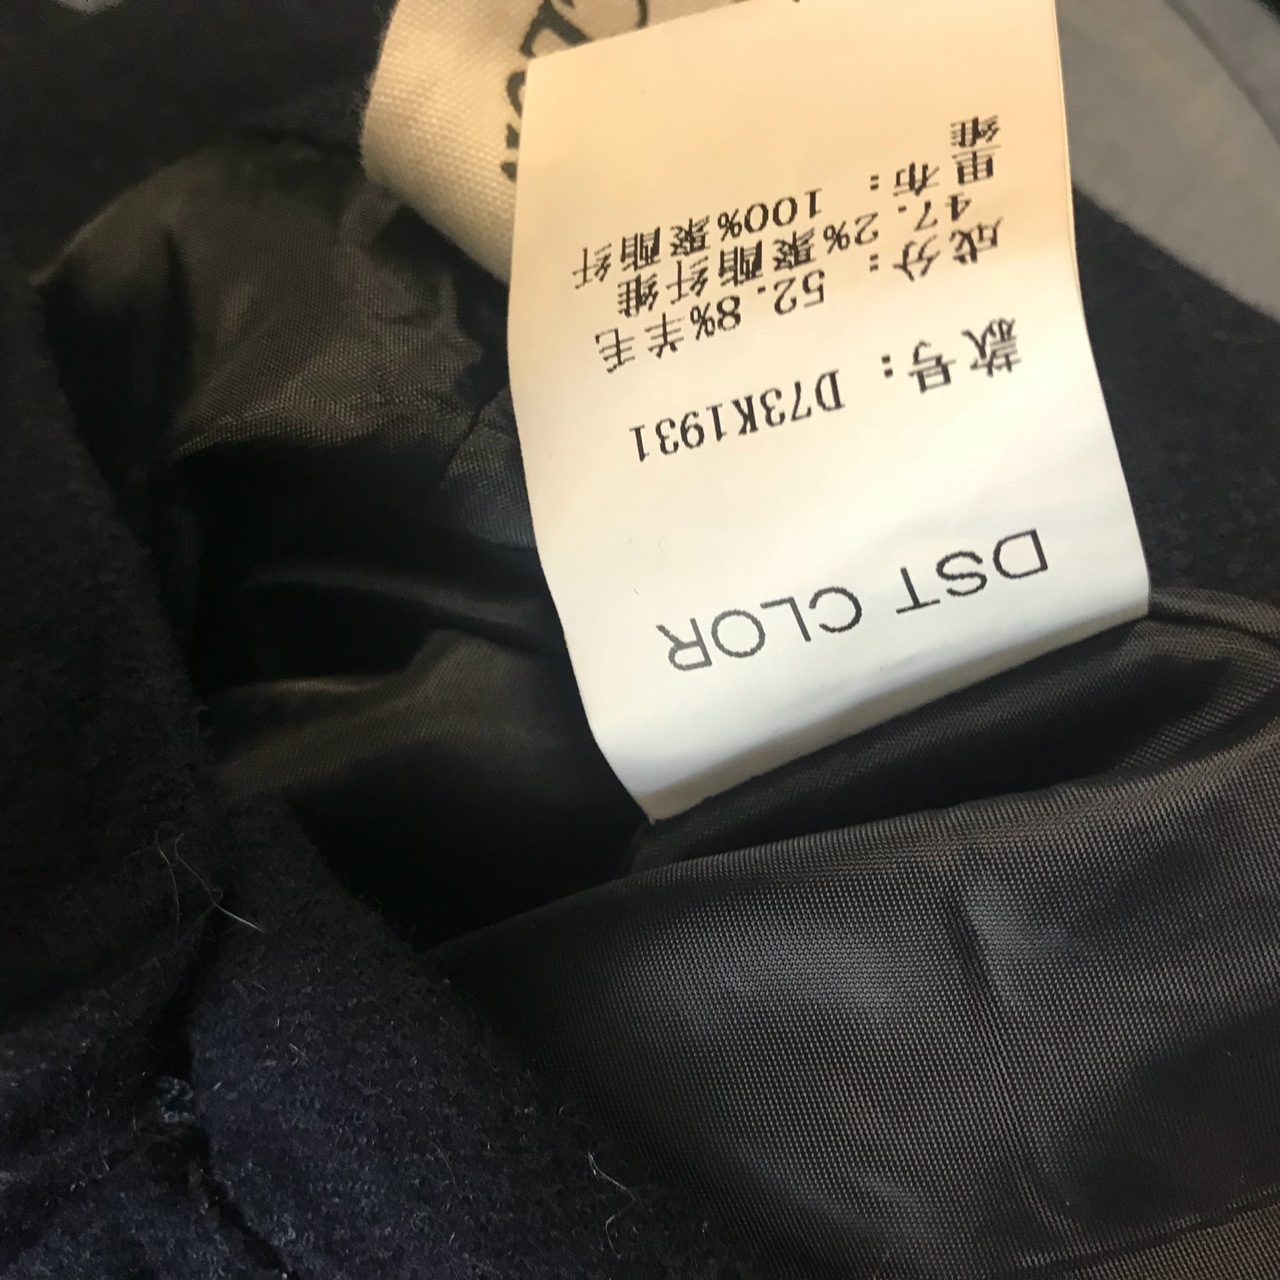 DST CLOR
款号: D73K1931
成分: 52.8%羊毛
47.2%聚酯纤维
里布: 100%聚酯纤
维